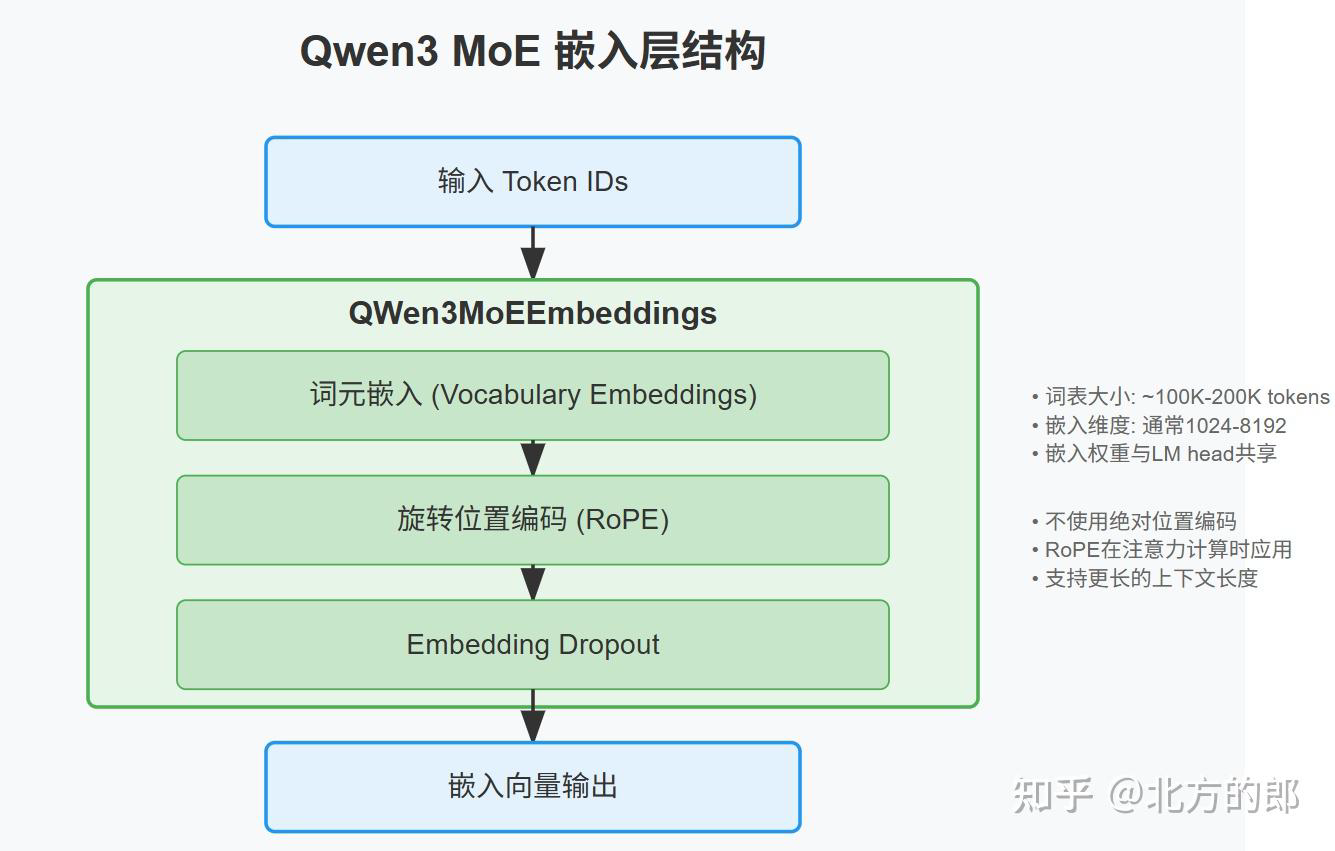 Qwen3 MoE 嵌入层结构
输入 Token IDs
QWen3MoEEmbeddings
词元嵌入 (Vocabulary Embeddings)
• 词表大小: ~100K-200K tokens
• 嵌入维度: 通常1024-8192
• 嵌入权重与LM head共享
旋转位置编码 (RoPE)
• 不使用绝对位置编码
• RoPE在注意力计算时应用
• 支持更长的上下文长度
Embedding Dropout
嵌入向量输出
知乎 @北方的郎